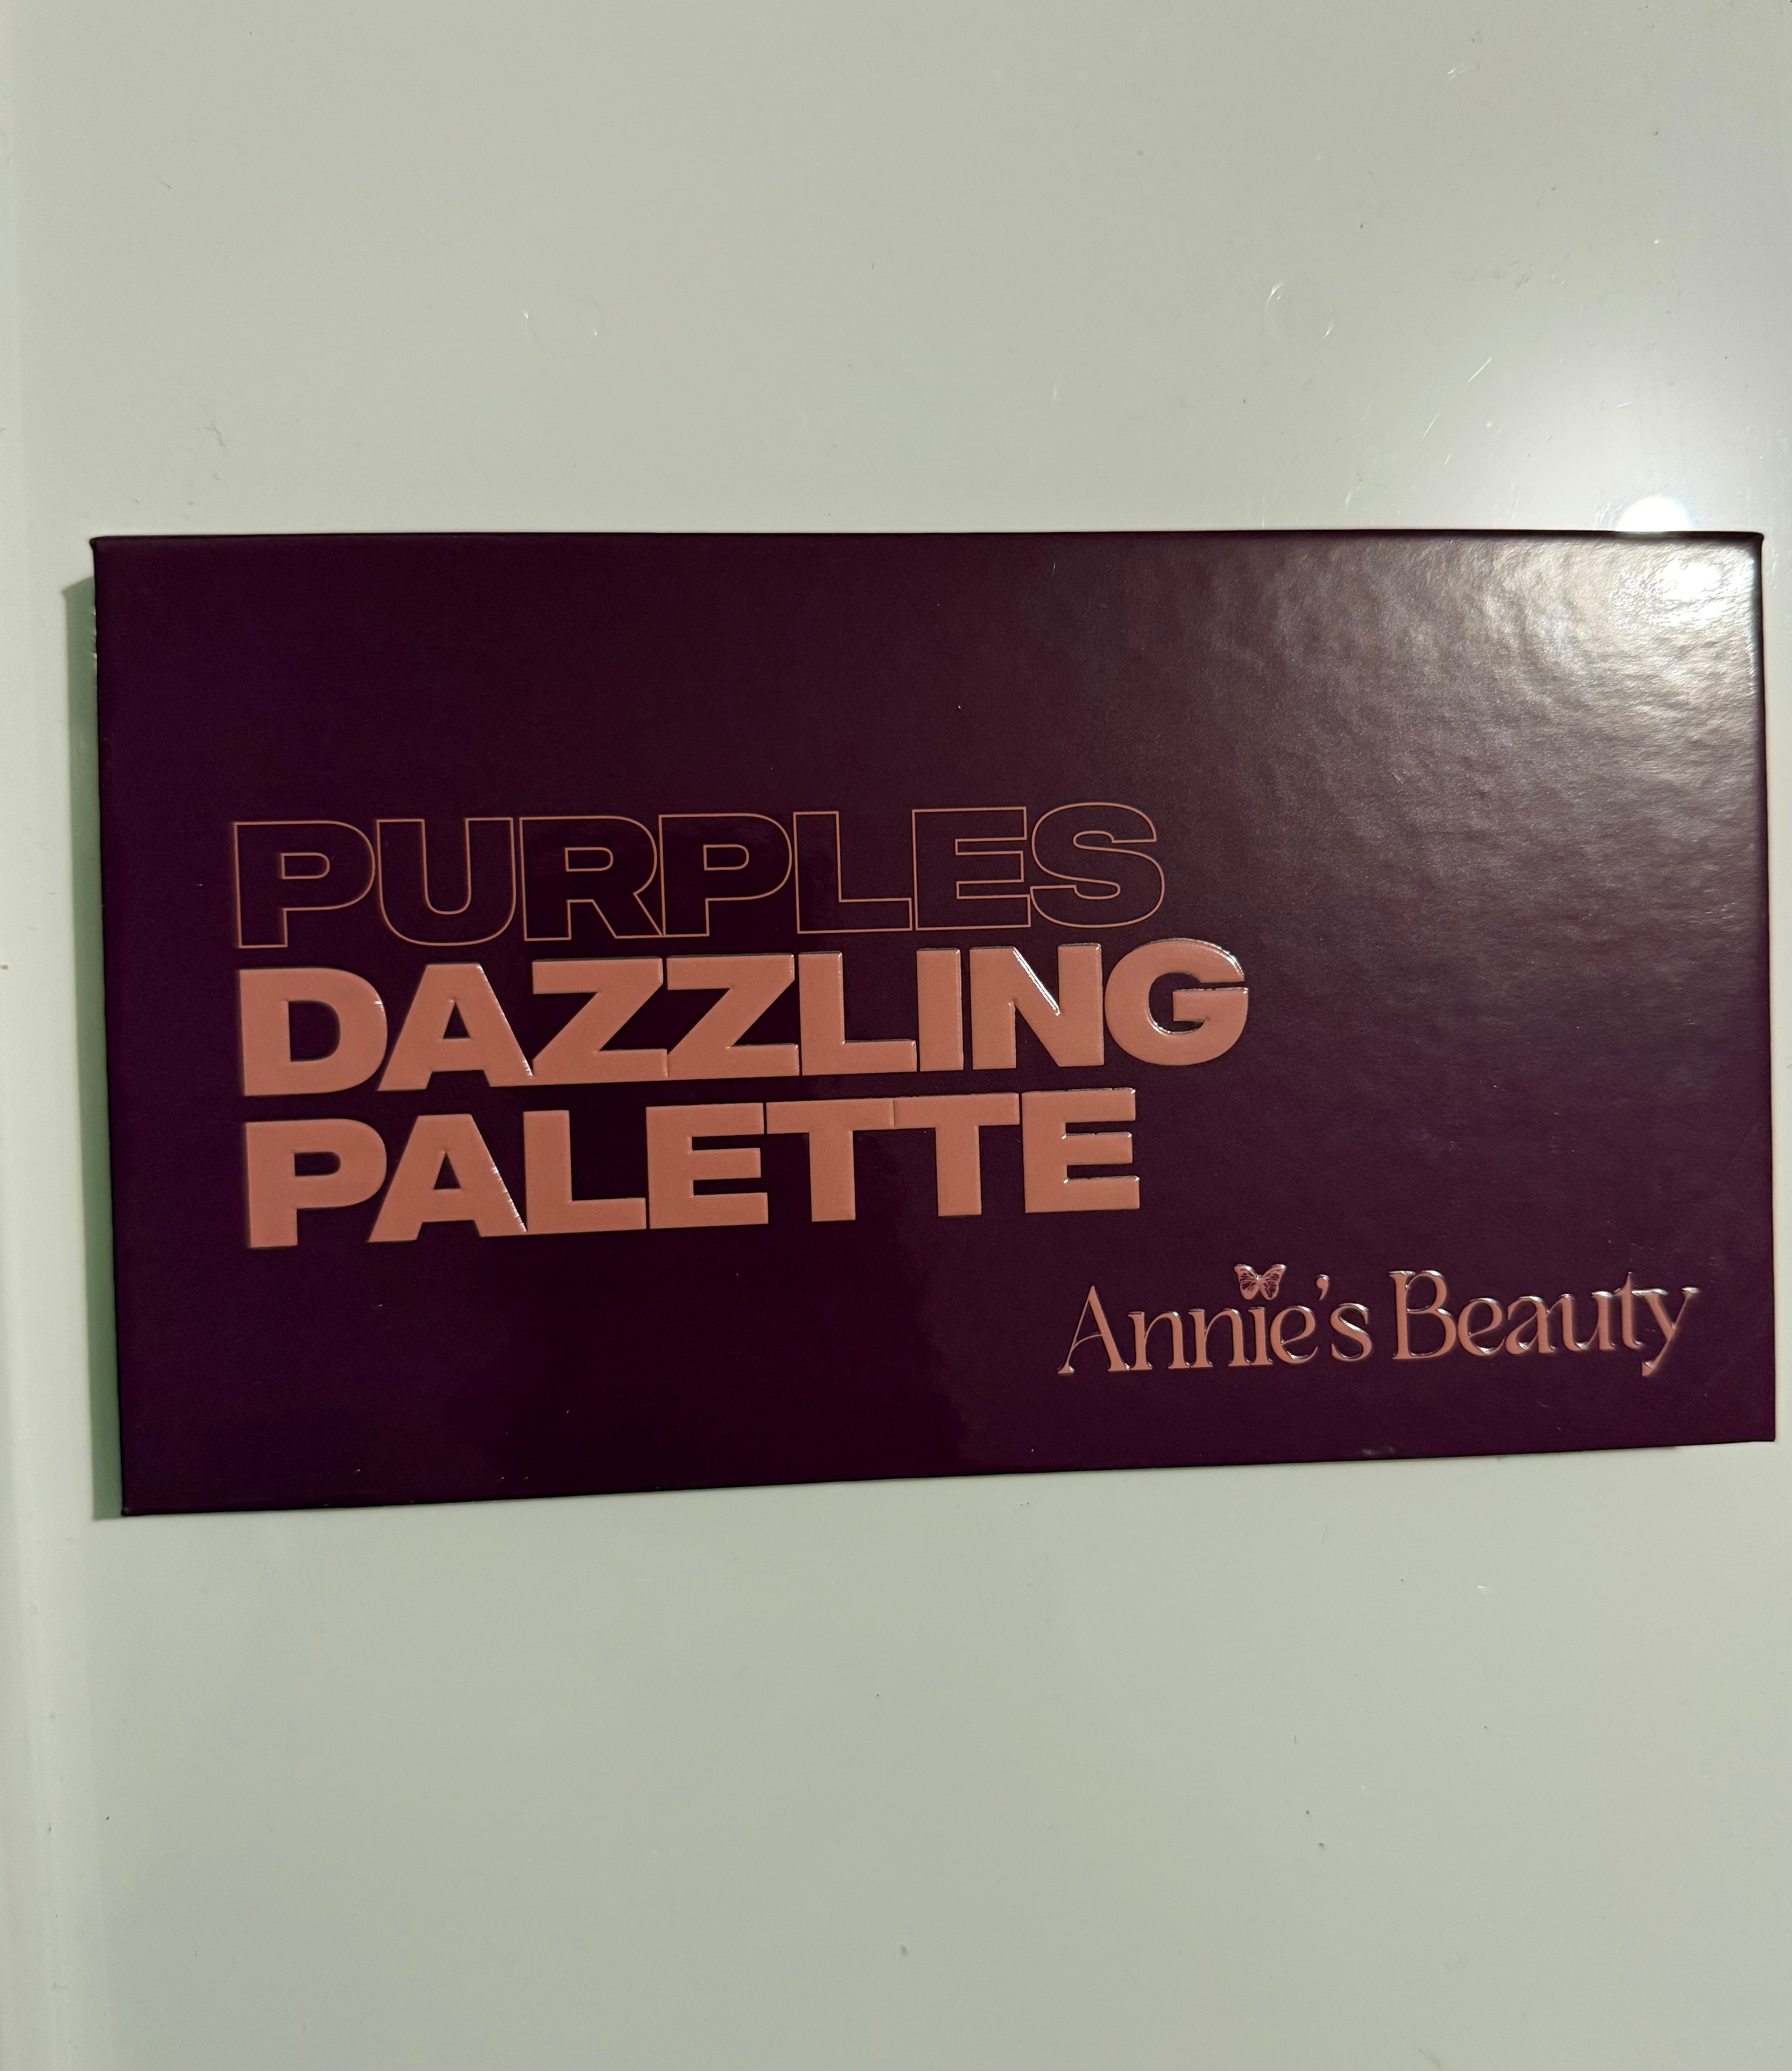 PURPLES
DAZZLING
PALETTE
Annie's Beauty